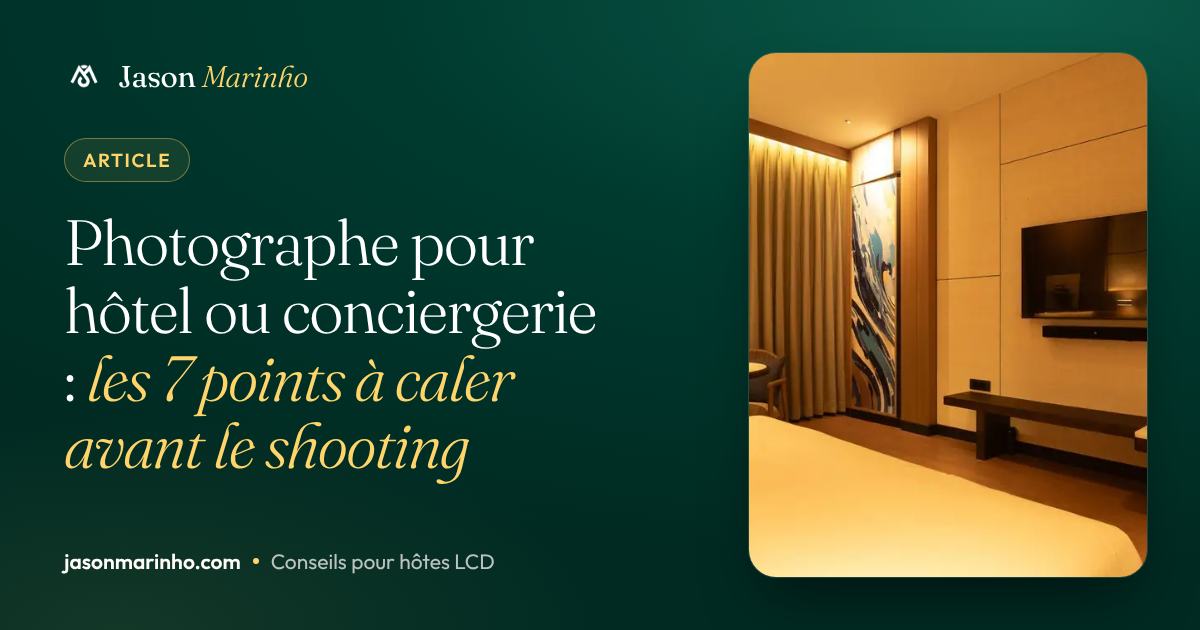 Jason Marinho
ARTICLE
Photographe pour
hôtel ou conciergerie
: les 7 points à caler
avant le shooting
jasonmarinho.com • Conseils pour hôtes LCD